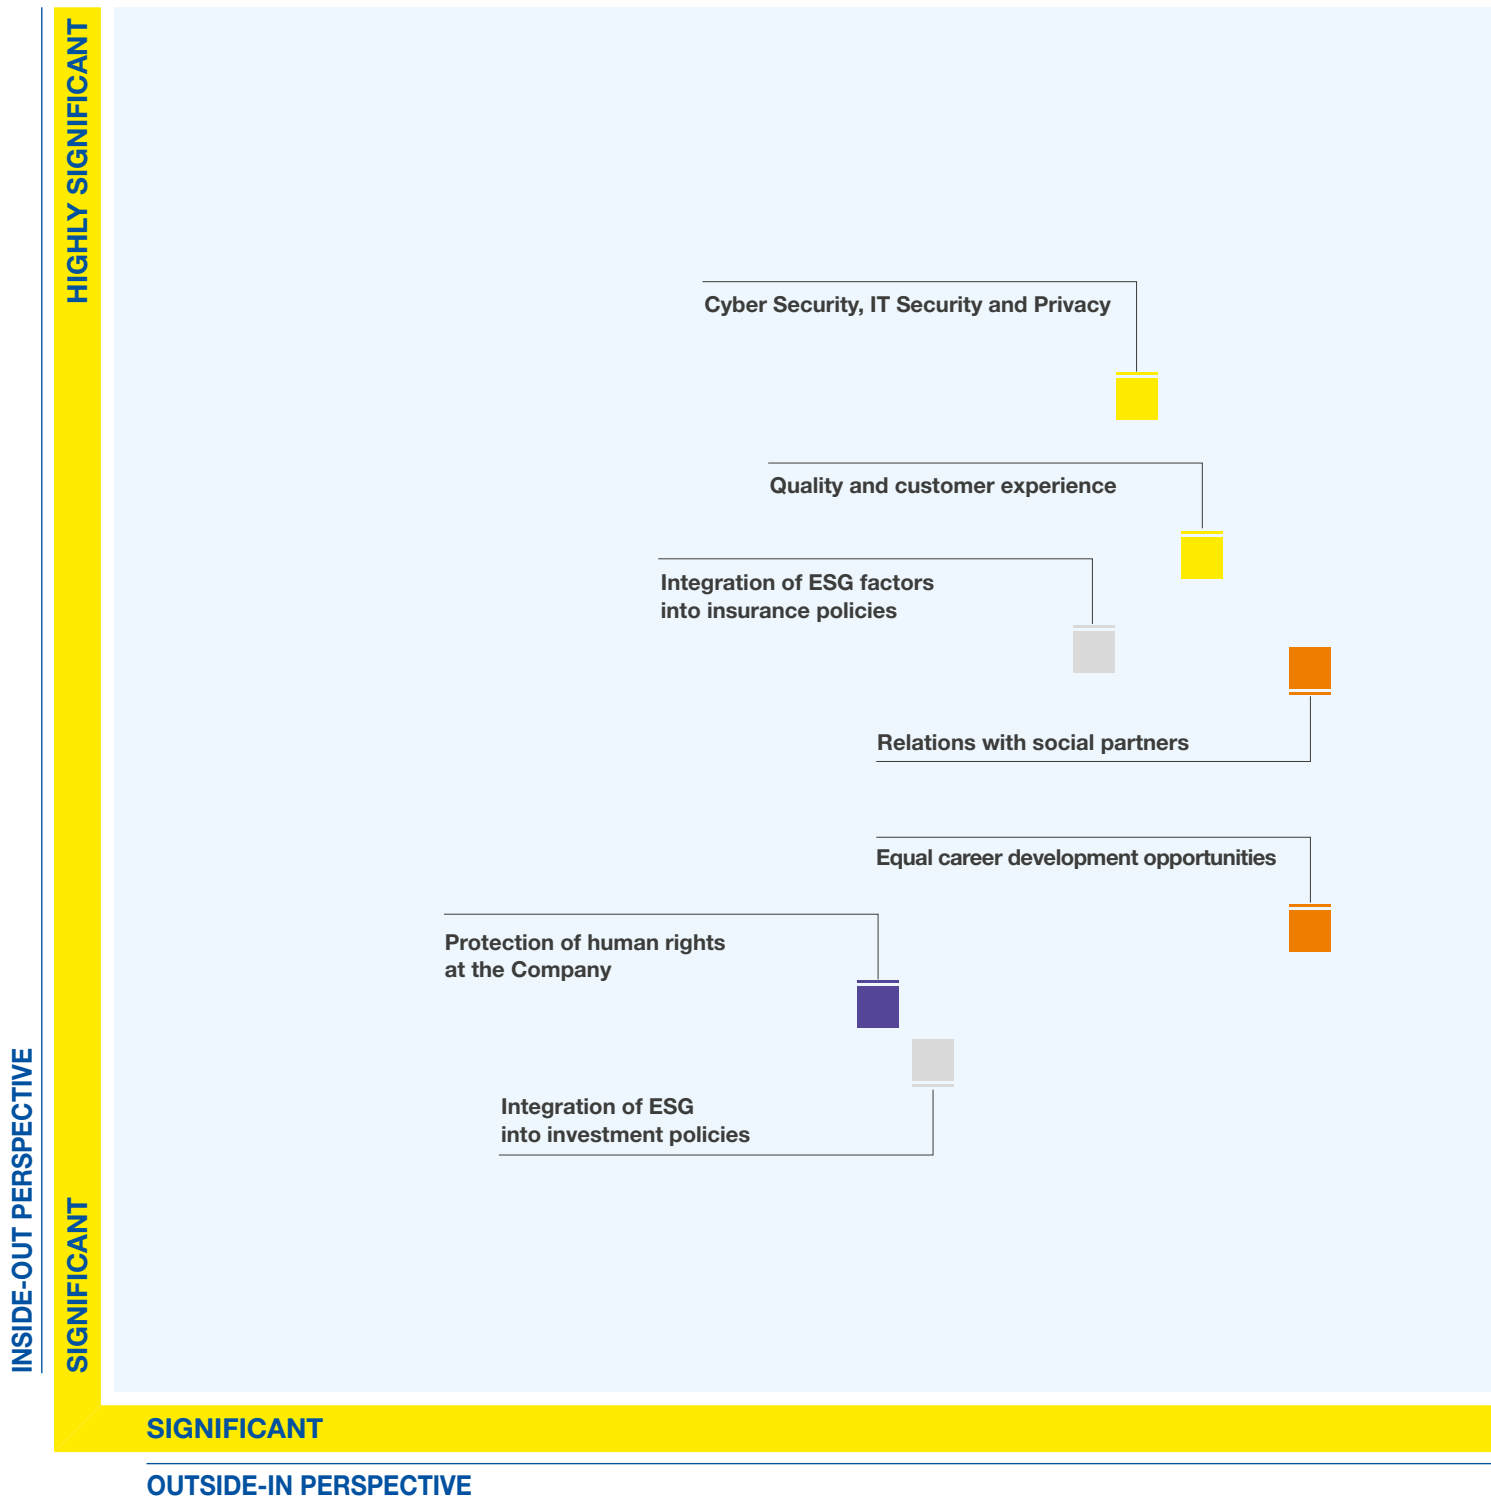 HIGHLY SIGNIFICANT
Cyber Security, IT Security and Privacy
Quality and customer experience
Integration of ESG factors
into insurance policies
Relations with social partners
Equal career development opportunities
Protection of human rights
at the Company
Integration of ESG
into investment policies
INSIDE-OUT PERSPECTIVE
SIGNIFICANT
SIGNIFICANT
OUTSIDE-IN PERSPECTIVE